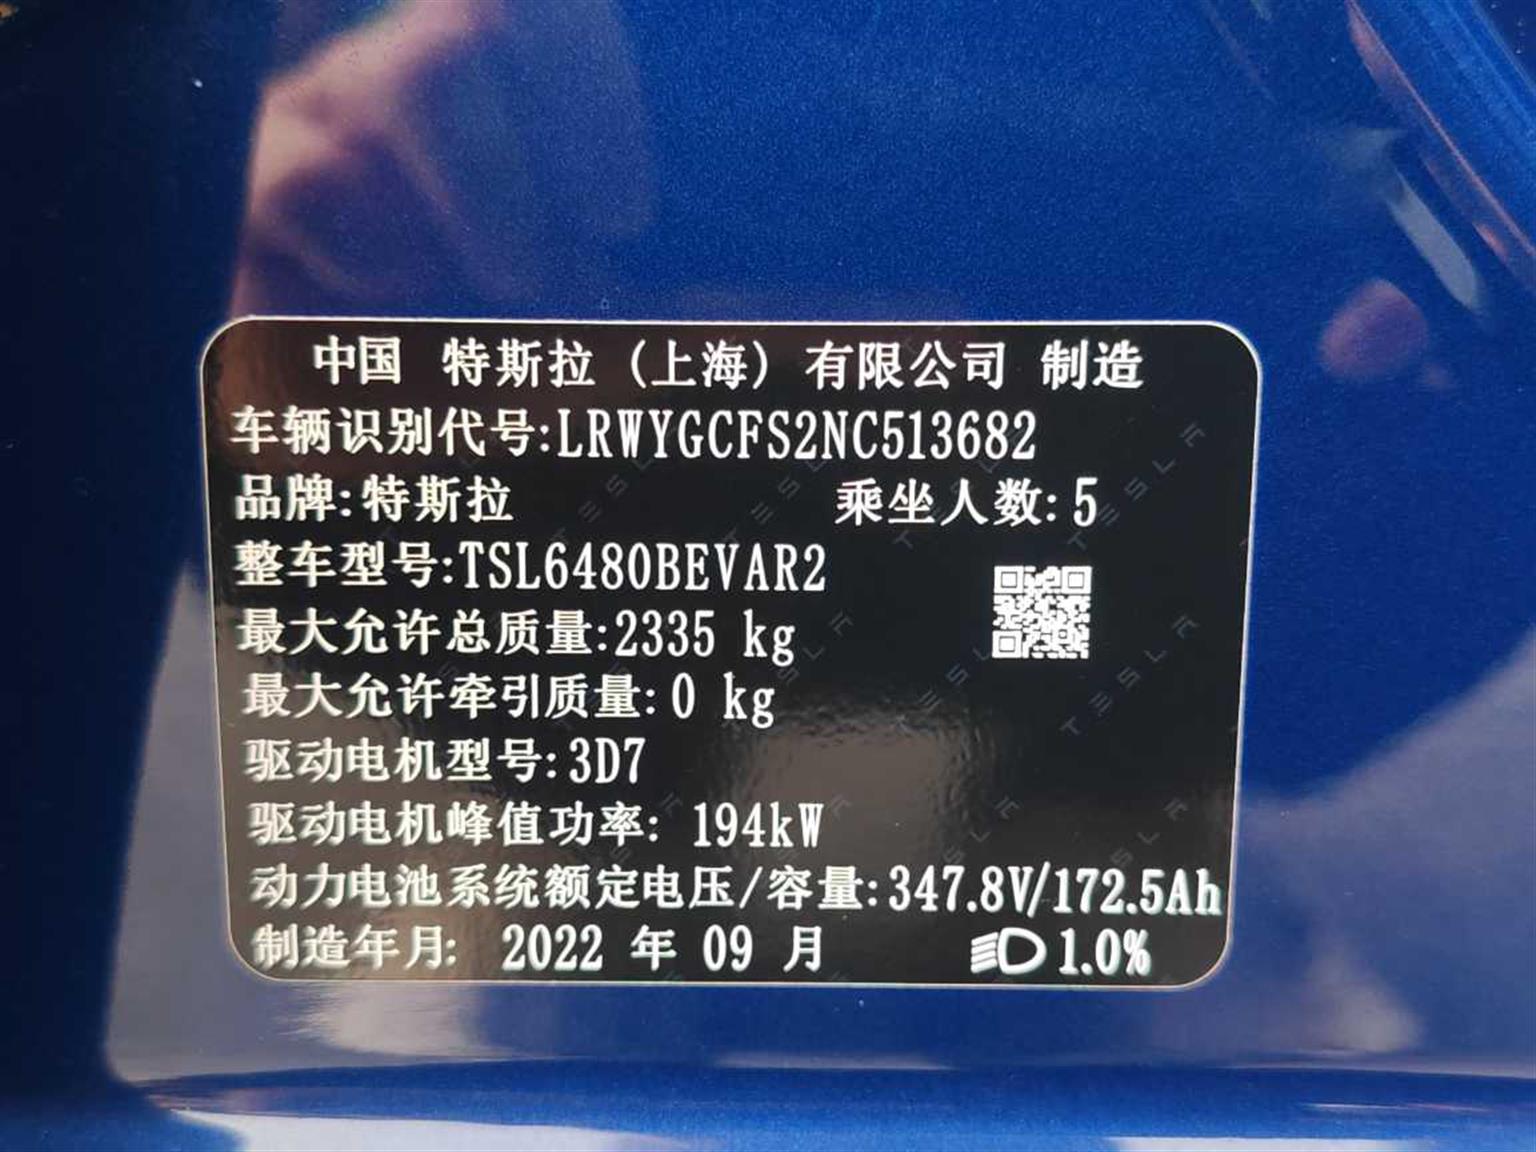 中国 特斯拉 (上海) 有限公司 制造
车辆识别代号:LRWYGCFS2NC513682
品牌:特斯拉 乘坐人数:5
整车型号:TSL6480BEVAR2
最大允许总质量:2335 kg
最大允许牵引质量:0 kg
驱动电机型号:3D7
驱动电机峰值功率: 194kW
动力电池系统额定电压/容量:347.8V/172.5Ah
制造年月: 2022 年 09 月 1.0%
TESLA